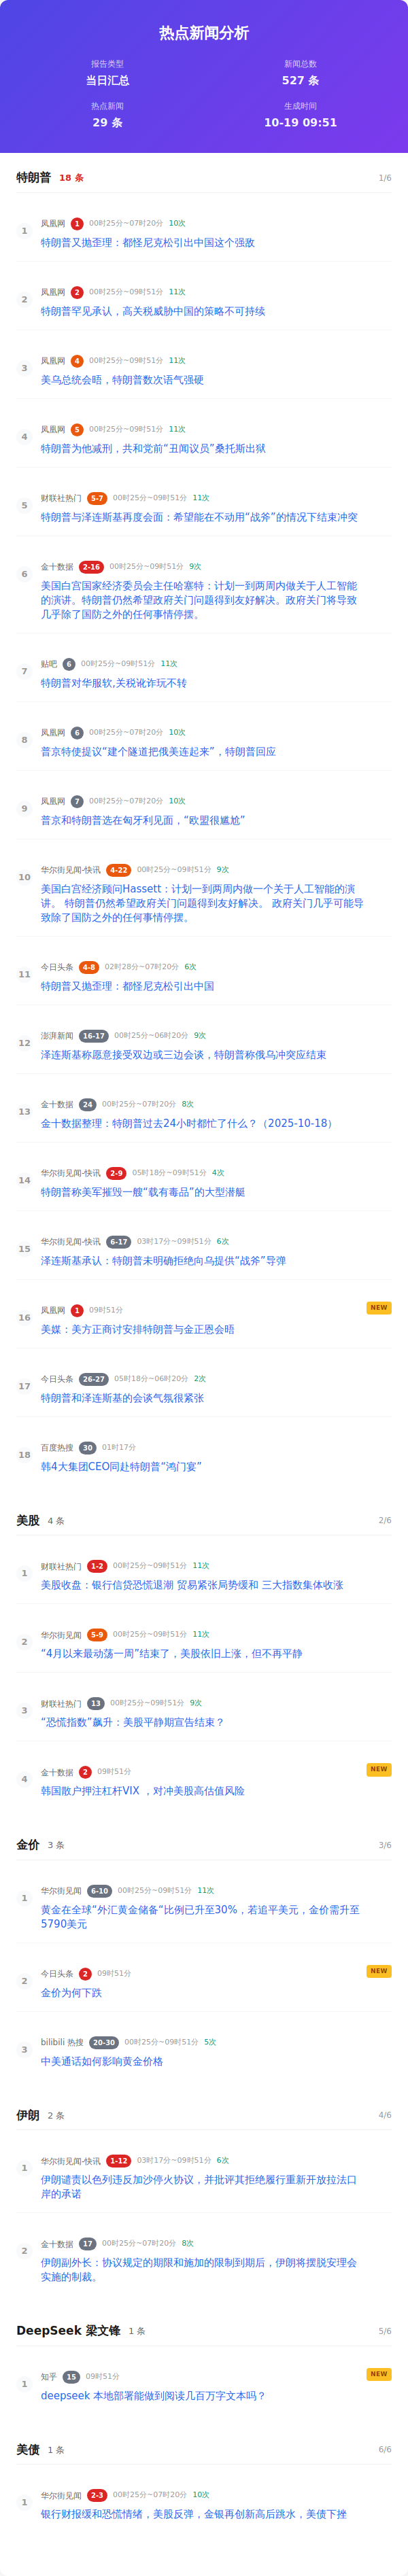 热点新闻分析
报告类型
新闻总数
当日汇总
527 条
热点新闻
生成时间
29 条
10-19 09:51
特朗普 18 条 1/6
1
凤凰网 1 00时25分~07时20分 10次
特朗普又抛歪理：都怪尼克松引出中国这个强敌
2
凤凰网 2 00时25分~09时51分 11次
特朗普罕见承认，高关税威胁中国的策略不可持续
3
凤凰网 4 00时25分~09时51分 11次
美乌总统会晤，特朗普数次语气强硬
4
凤凰网 5 00时25分~09时51分 11次
特朗普为他减刑，共和党前“丑闻议员”桑托斯出狱
5
财联社热门 5-7 00时25分~09时51分 11次
特朗普与泽连斯基再度会面：希望能在不动用“战斧”的情况下结束冲突
6
金十数据 2-16 00时25分~09时51分 9次
美国白宫国家经济委员会主任哈塞特：计划一到两周内做关于人工智能
的演讲。特朗普仍然希望政府关门问题得到友好解决。政府关门将导致
几乎除了国防之外的任何事情停摆。
7
贴吧 6 00时25分~09时51分 11次
特朗普对华服软,关税讹诈玩不转
8
凤凰网 6 00时25分~07时20分 10次
普京特使提议“建个隧道把俄美连起来”，特朗普回应
9
凤凰网 7 00时25分~07时20分 10次
普京和特朗普选在匈牙利见面，“欧盟很尴尬”
10
华尔街见闻-快讯 4-22 00时25分~09时51分 9次
美国白宫经济顾问Hassett：计划一到两周内做一个关于人工智能的演
讲。 特朗普仍然希望政府关门问题得到友好解决。 政府关门几乎可能导
致除了国防之外的任何事情停摆。
11
今日头条 4-8 02时28分~07时20分 6次
特朗普又抛歪理：都怪尼克松引出中国
12
澎湃新闻 16-17 00时25分~06时20分 9次
泽连斯基称愿意接受双边或三边会谈，特朗普称俄乌冲突应结束
13
金十数据 24 00时25分~07时20分 8次
金十数据整理：特朗普过去24小时都忙了什么？（2025-10-18）
14
华尔街见闻-快讯 2-9 05时18分~09时51分 4次
特朗普称美军摧毁一艘“载有毒品”的大型潜艇
15
华尔街见闻-快讯 6-17 03时17分~09时51分 6次
泽连斯基承认：特朗普未明确拒绝向乌提供“战斧”导弹
16
凤凰网 1 09时51分 NEW
美媒：美方正商讨安排特朗普与金正恩会晤
17
今日头条 26-27 05时18分~06时20分 2次
特朗普和泽连斯基的会谈气氛很紧张
18
百度热搜 30 01时17分
韩4大集团CEO同赴特朗普“鸿门宴”
美股 4 条 2/6
1
财联社热门 1-2 00时25分~09时51分 11次
美股收盘：银行信贷恐慌退潮 贸易紧张局势缓和 三大指数集体收涨
2
华尔街见闻 5-9 00时25分~09时51分 11次
“4月以来最动荡一周”结束了，美股依旧上涨，但不再平静
3
财联社热门 13 00时25分~09时51分 9次
“恐慌指数”飙升：美股平静期宣告结束？
4
金十数据 2 09时51分 NEW
韩国散户押注杠杆VIX ，对冲美股高估值风险
金价 3 条 3/6
1
华尔街见闻 6-10 00时25分~09时51分 11次
黄金在全球“外汇黄金储备”比例已升至30%，若追平美元，金价需升至
5790美元
2
今日头条 2 09时51分 NEW
金价为何下跌
3
bilibili 热搜 20-30 00时25分~09时51分 5次
中美通话如何影响黄金价格
伊朗 2 条 4/6
1
华尔街见闻-快讯 1-12 03时17分~09时51分 6次
伊朗谴责以色列违反加沙停火协议，并批评其拒绝履行重新开放拉法口
岸的承诺
2
金十数据 17 00时25分~07时20分 8次
伊朗副外长：协议规定的期限和施加的限制到期后，伊朗将摆脱安理会
实施的制裁。
DeepSeek 梁文锋 1 条 5/6
1
知乎 15 09时51分 NEW
deepseek 本地部署能做到阅读几百万字文本吗？
美债 1 条 6/6
1
华尔街见闻 2-3 00时25分~07时20分 10次
银行财报缓和恐慌情绪，美股反弹，金银再创新高后跳水，美债下挫